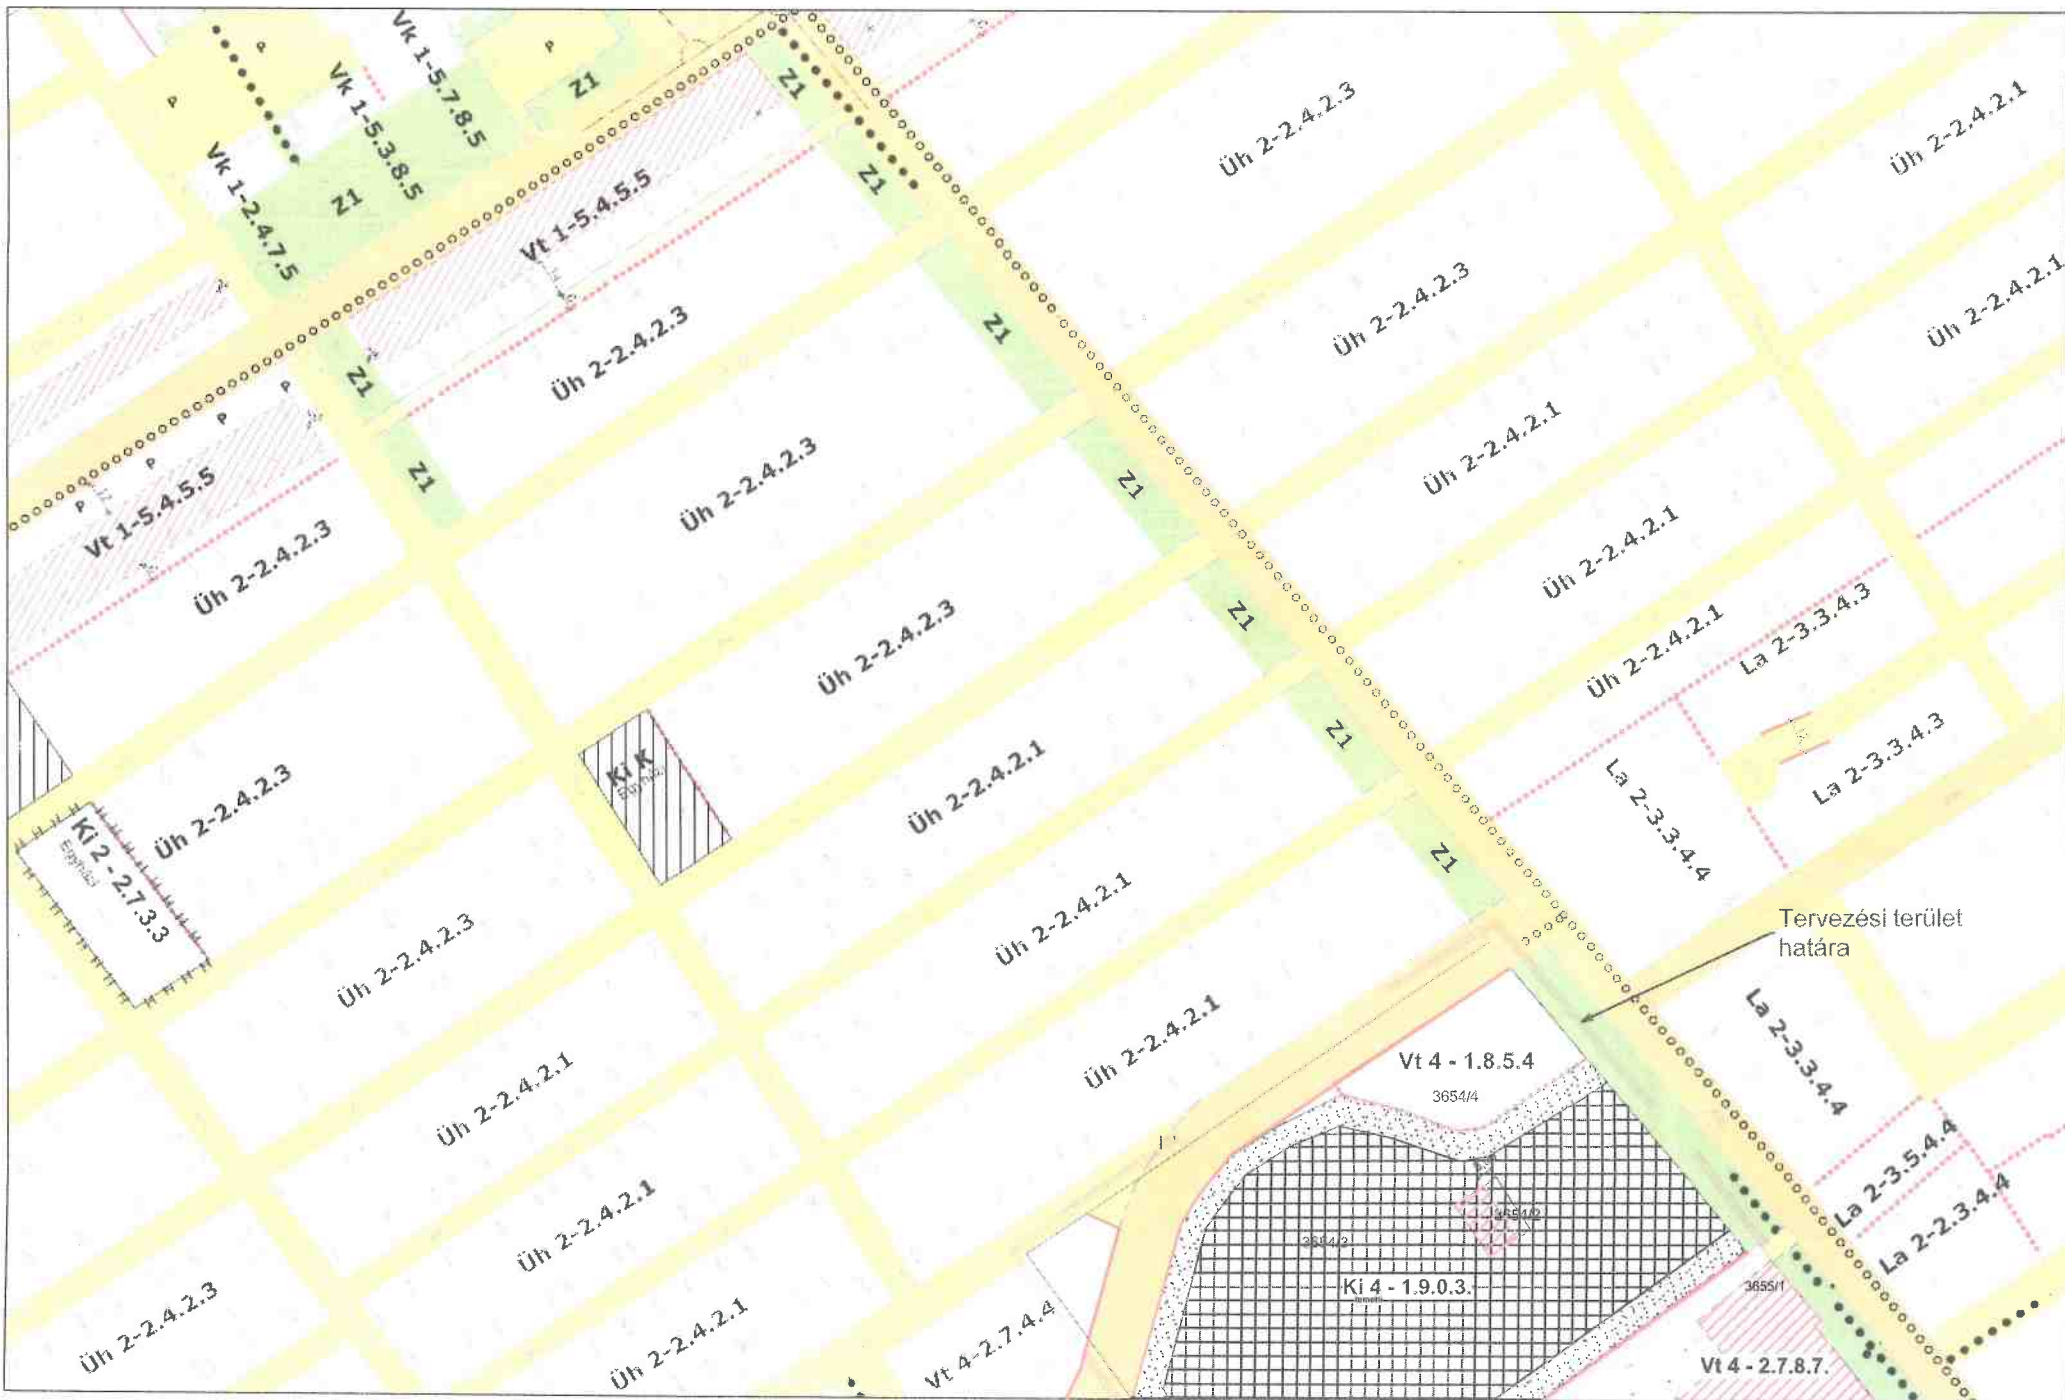 P
P
P
Vk 1-5.7.8.5
Vk 1-5.3.8.5
Vk 1-2.4.7.5
Z1
Z1
Z1
Z1
Vt 1-5.4.5.5
Üh 2-2.4.2.3
Üh 2-2.4.2.1
Üh 2-2.4.2.3
Üh 2-2.4.2.1
Üh 2-2.4.2.3
Z1
Z1
P
P
P
P
12
Vt 1-5.4.5.5
Z1
Üh 2-2.4.2.3
Üh 2-2.4.2.3
Üh 2-2.4.2.1
Z1
Üh 2-2.4.2.1
Üh 2-2.4.2.3
Z1
Üh 2-2.4.2.1
La 2-3.3.4.3
Ki K
Üh 2-2.4.2.1
Z1
La 2-3.3.4.3
La 2-3.3.4.4
Üh 2-2.4.2.3
Ki 2 - 2.7.3.3
Egyházi
Z1
Üh 2-2.4.2.1
Üh 2-2.4.2.3
Tervezési terület
határa
Üh 2-2.4.2.1
Vt 4 - 1.8.5.4
3654/4
La 2-3.3.4.4
Üh 2-2.4.2.1
La 2-3.5.4.4
La 2-2.3.4.4
Üh 2-2.4.2.1
3654/2
3654/3
Ki 4 - 1.9.0.3.
temető
3655/1
Üh 2-2.4.2.3
Üh 2-2.4.2.1
Vt 4-2.7.4.4
Vt 4 - 2.7.8.7.